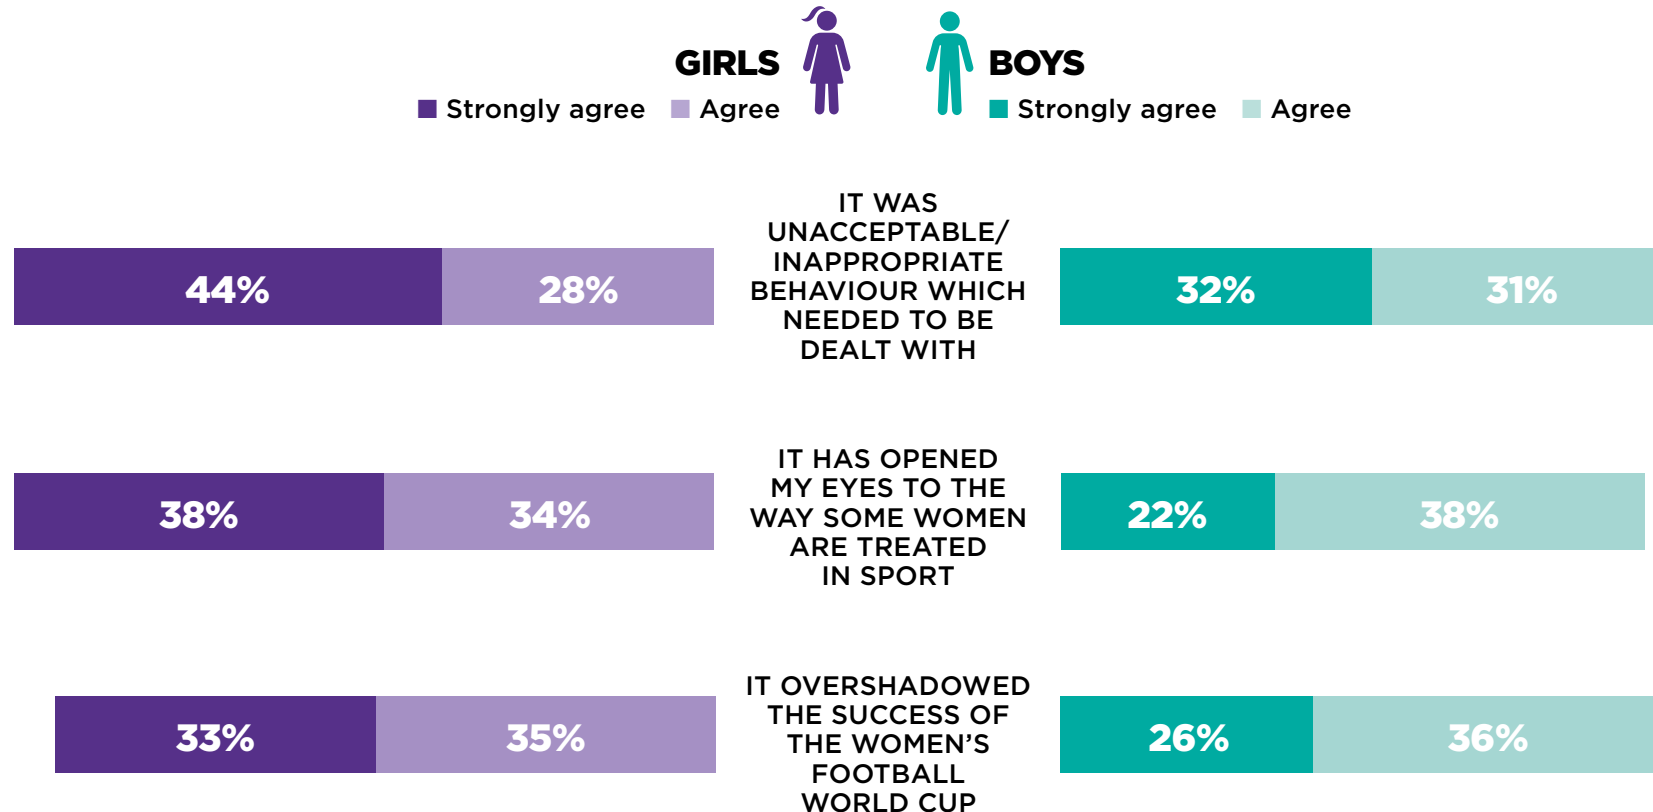 GIRLS
Strongly agree Agree
BOYS
Strongly agree Agree
44% 28%
IT WAS
UNACCEPTABLE/
INAPPROPRIATE
BEHAVIOUR WHICH
NEEDED TO BE
DEALT WITH
32% 31%
38% 34%
IT HAS OPENED
MY EYES TO THE
WAY SOME WOMEN
ARE TREATED
IN SPORT
22% 38%
33% 35%
IT OVERSHADOWED
THE SUCCESS OF
THE WOMEN’S
FOOTBALL
WORLD CUP
26% 36%